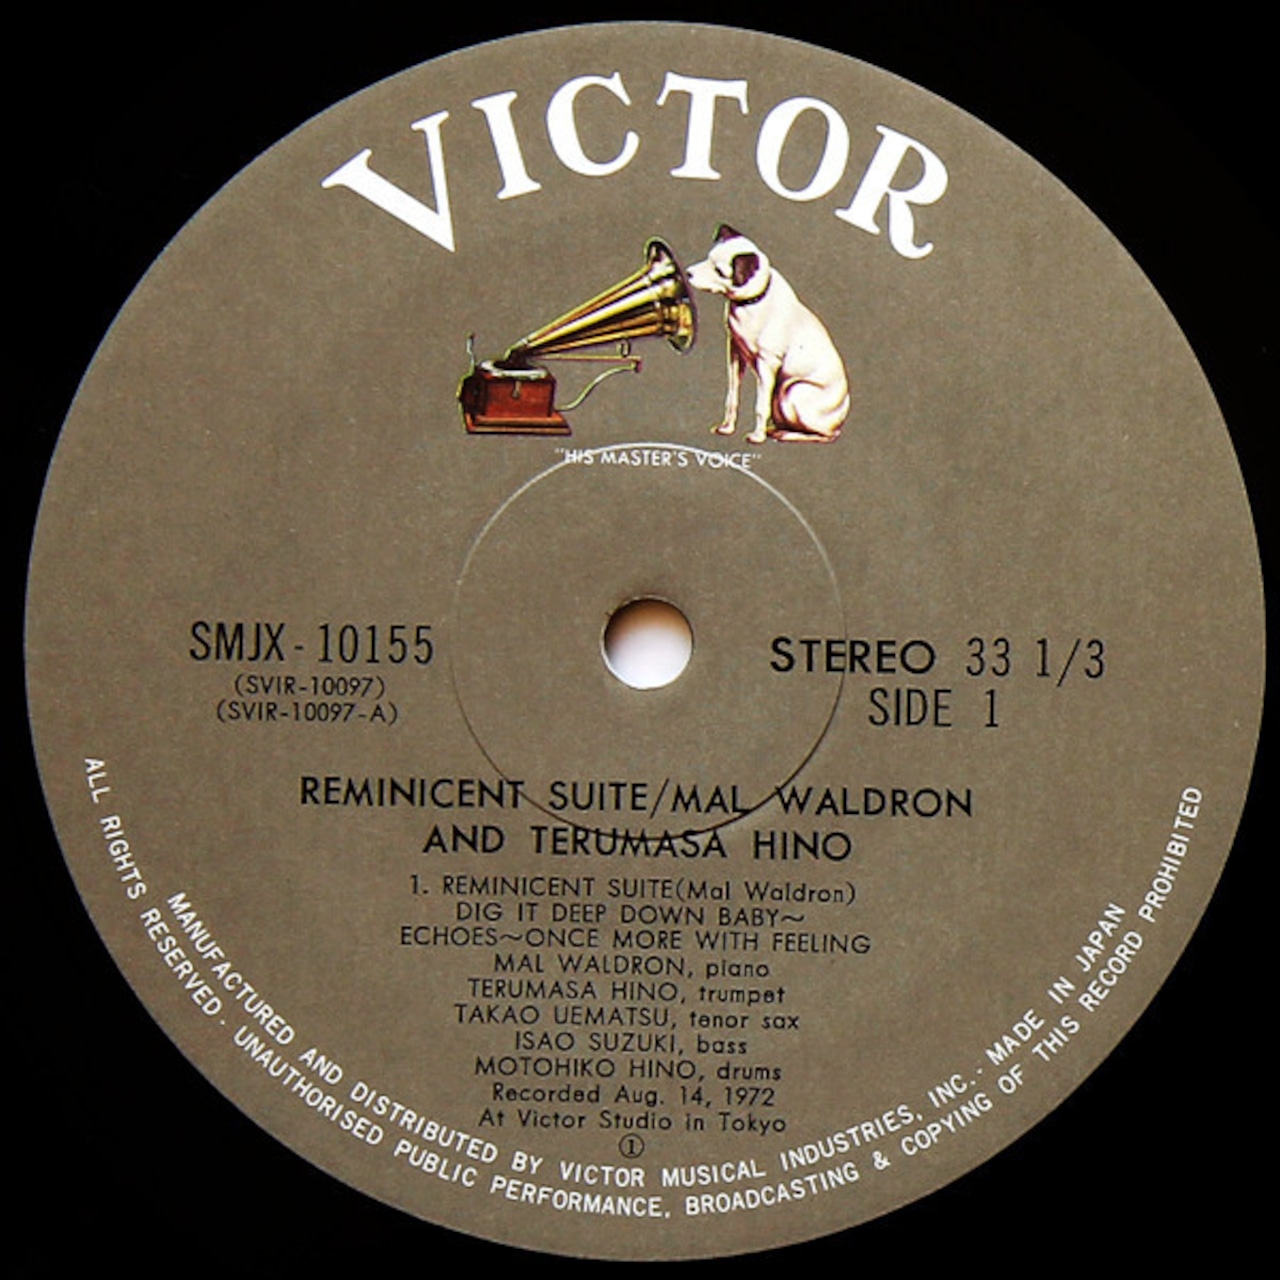 VICTOR
"HIS MASTER'S VOICE"
SMJX-10155
(SVIR-10097)
(SVIR-10097-A)
STEREO 33 1/3
SIDE 1
REMINICENT SUITE/MAL WALDRON
AND TERUMASA HINO
1. REMINICENT SUITE(Mal Waldron)
DIG IT DEEP DOWN BABY~
ECHOES~ONCE MORE WITH FEELING
MAL WALDRON, piano
TERUMASA HINO, trumpet
TAKAO UEMATSU, tenor sax
ISAO SUZUKI, bass
MOTOHIKO HINO, drums
Recorded Aug. 14, 1972
At Victor Studio in Tokyo
①
MANUFACTURED AND DISTRIBUTED BY VICTOR MUSICAL INDUSTRIES, INC.· MADE IN JAPAN
ALL RIGHTS RESERVED· UNAUTHORISED PUBLIC PERFORMANCE, BROADCASTING & COPYING OF THIS RECORD PROHIBITED